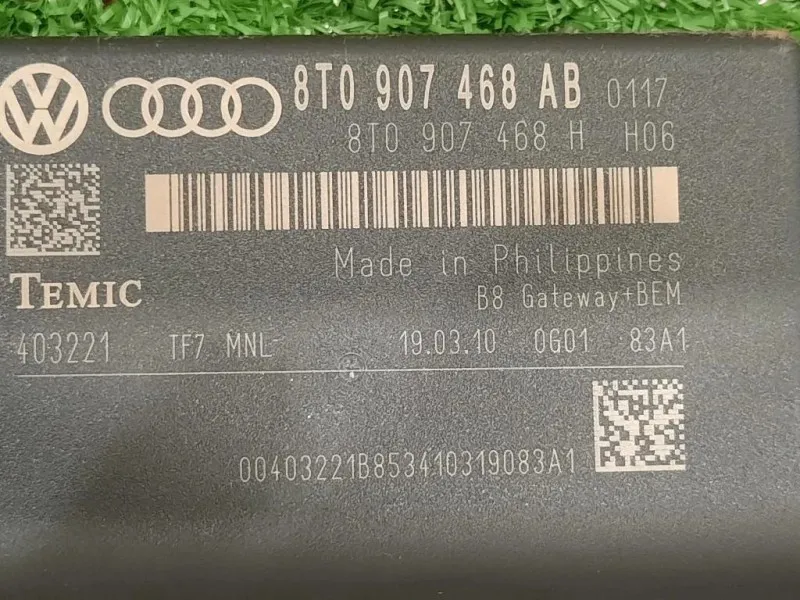 VW 8T0 907 468 AB 0117
8T0 907 468 H H06
Made in Philippines
TEMIC
B8 Gateway+BEM
403221 TF7 MNL 19.03.10 0G01 83A1
00403221B853410319083A1